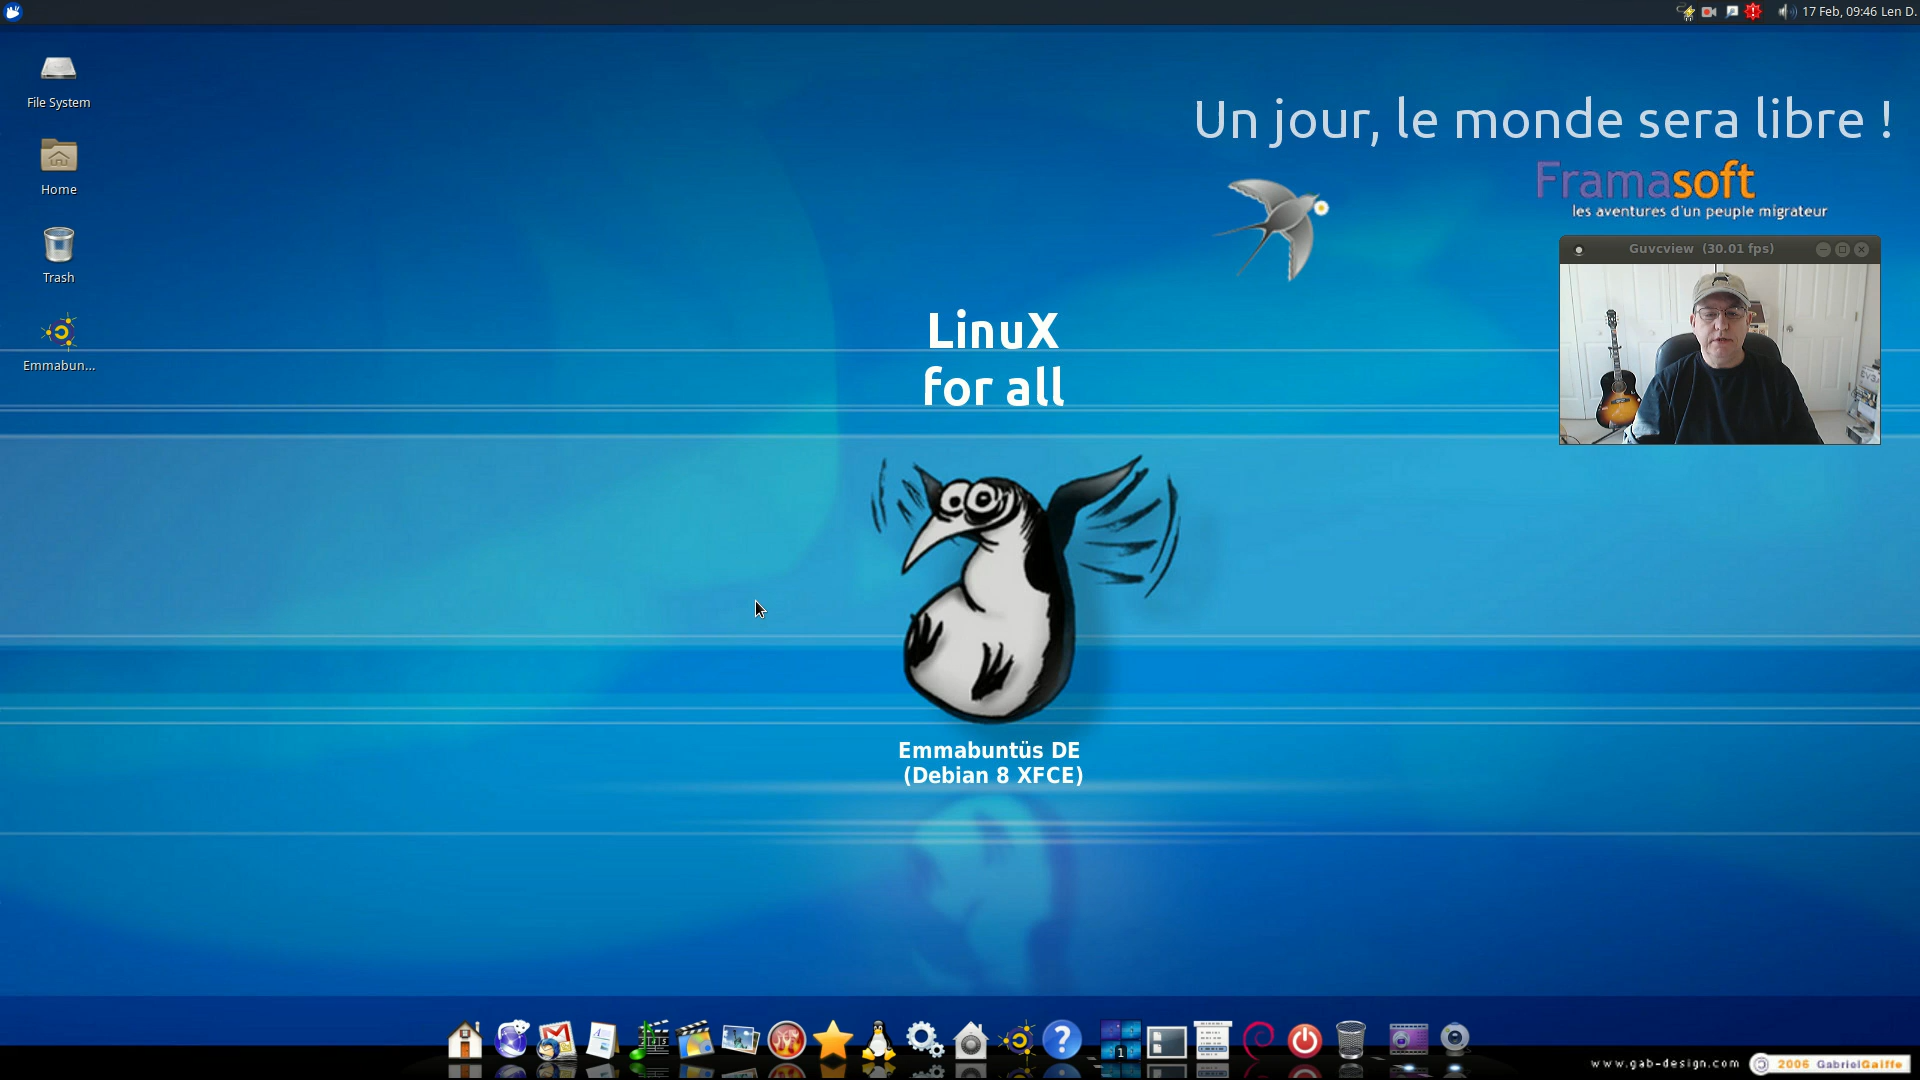 17 Feb, 09:46 Len D.
File System
Home
Trash
Emmabun...
Un jour, le monde sera libre !
Framasoft
les aventures d'un peuple migrateur
Guvcview (30.01 fps)
LinuX
for all
Emmabuntüs DE
(Debian 8 XFCE)
1
www.gab-design.com
© 2006 GabrielGaiffe